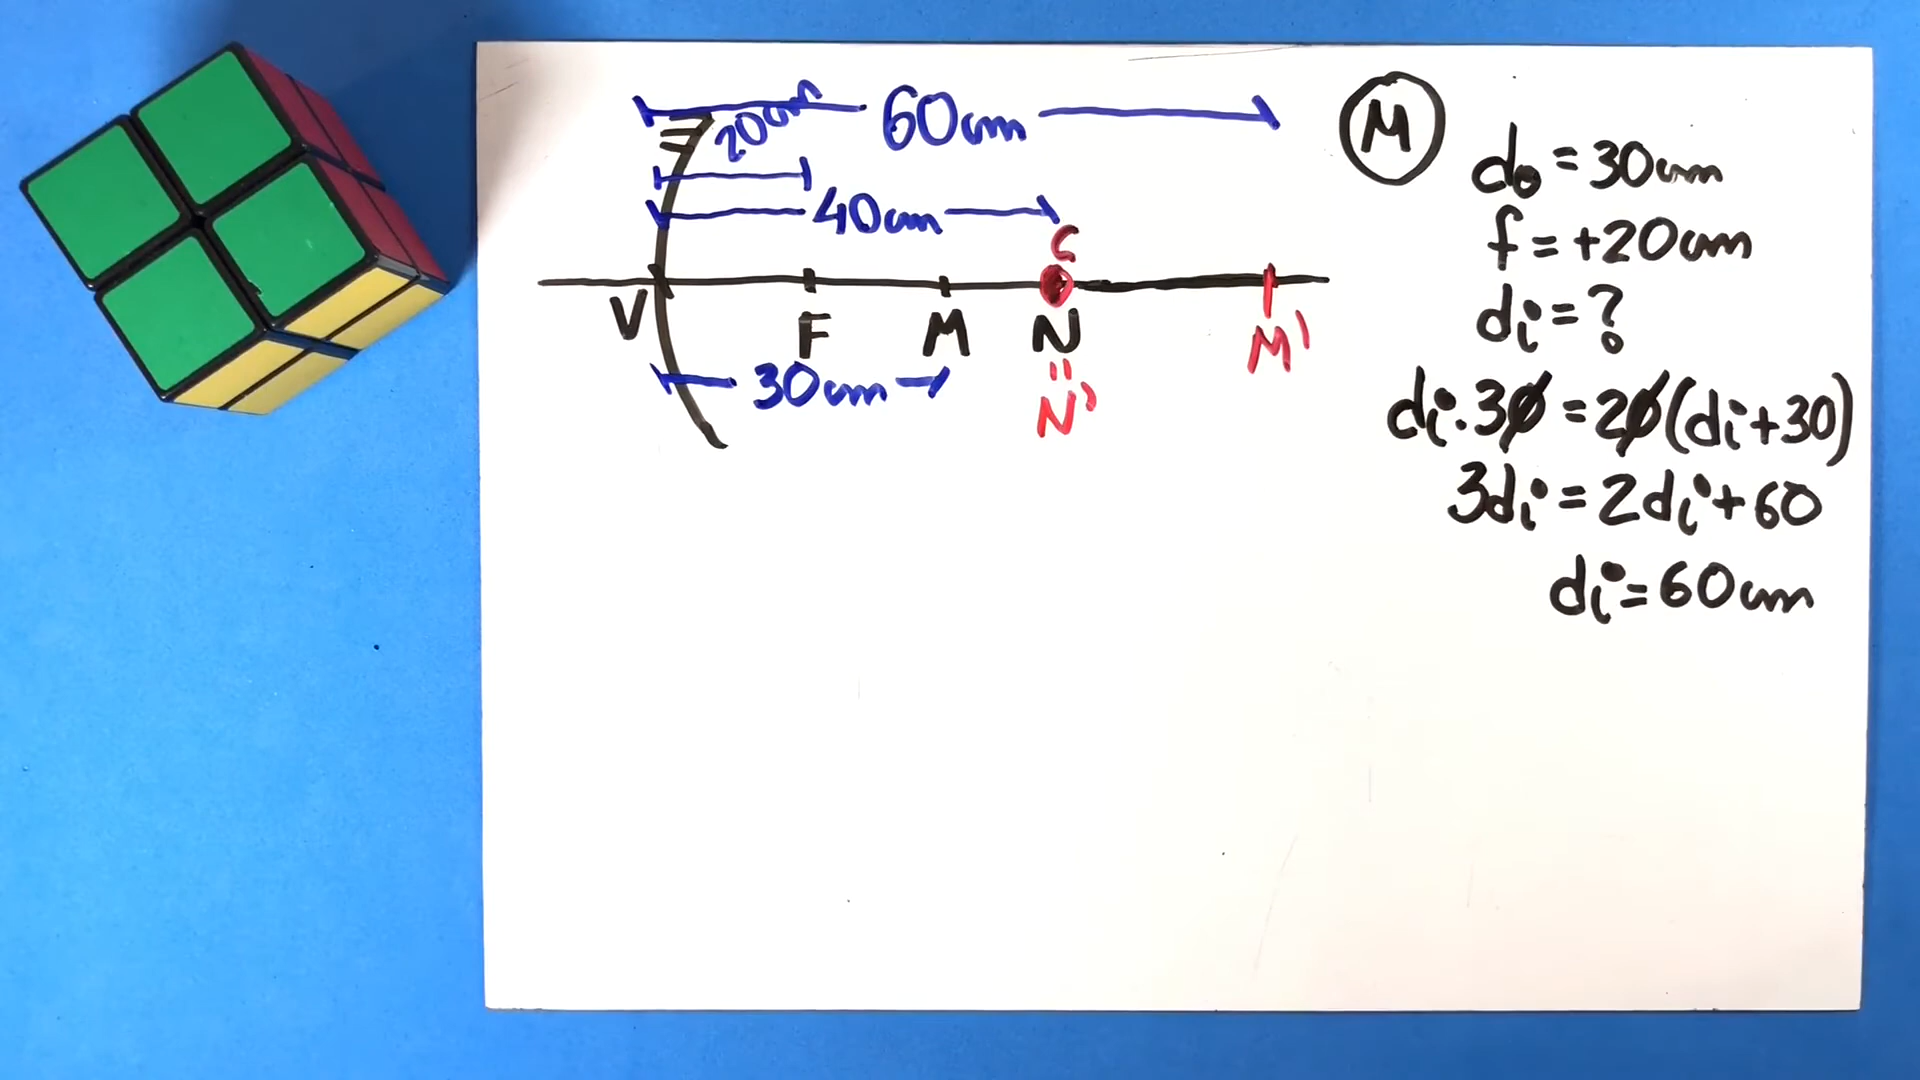 60cm
20cm
40cm
C
V F M N M'
"
30cm
N'
M
do = 30cm
f = +20cm
di = ?
di . 30 = 20(di + 30)
3di = 2di + 60
di = 60cm